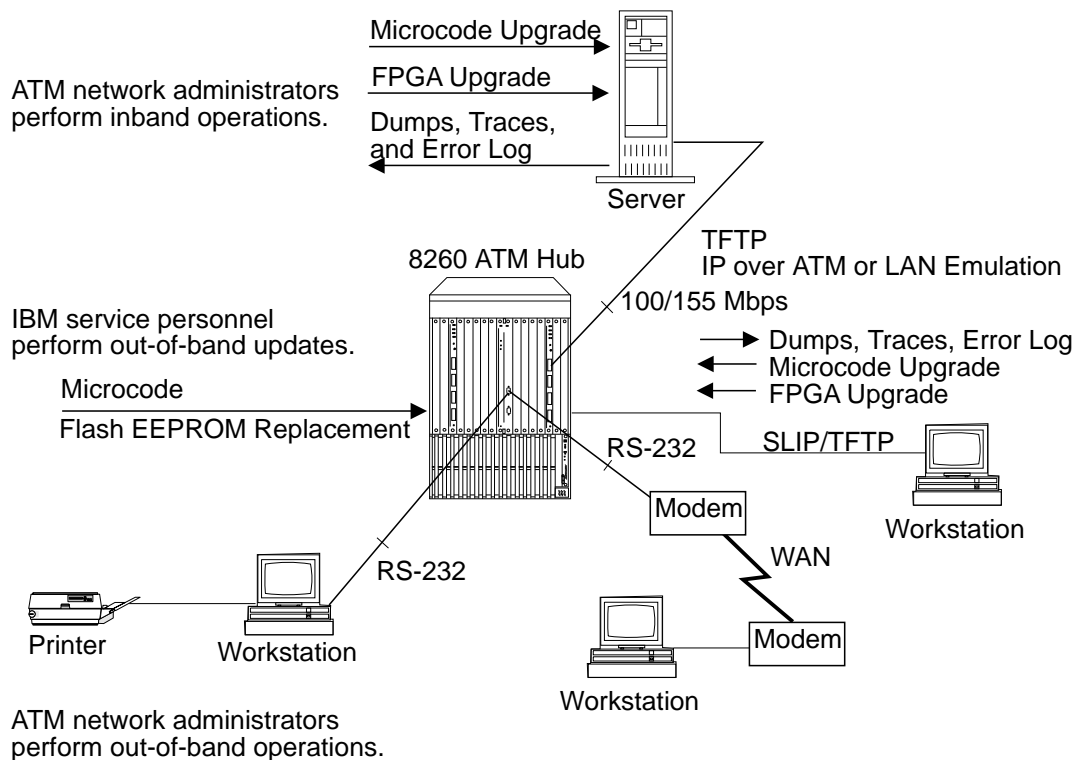 Microcode Upgrade
FPGA Upgrade
ATM network administrators
perform inband operations.
Dumps, Traces,
and Error Log
Server
TFTP
IP over ATM or LAN Emulation
8260 ATM Hub
100/155 Mbps
IBM service personnel
perform out-of-band updates.
Dumps, Traces, Error Log
Microcode Upgrade
FPGA Upgrade
Microcode
Flash EEPROM Replacement
RS-232
SLIP/TFTP
Modem
Workstation
WAN
RS-232
Printer
Workstation
Modem
Workstation
ATM network administrators
perform out-of-band operations.